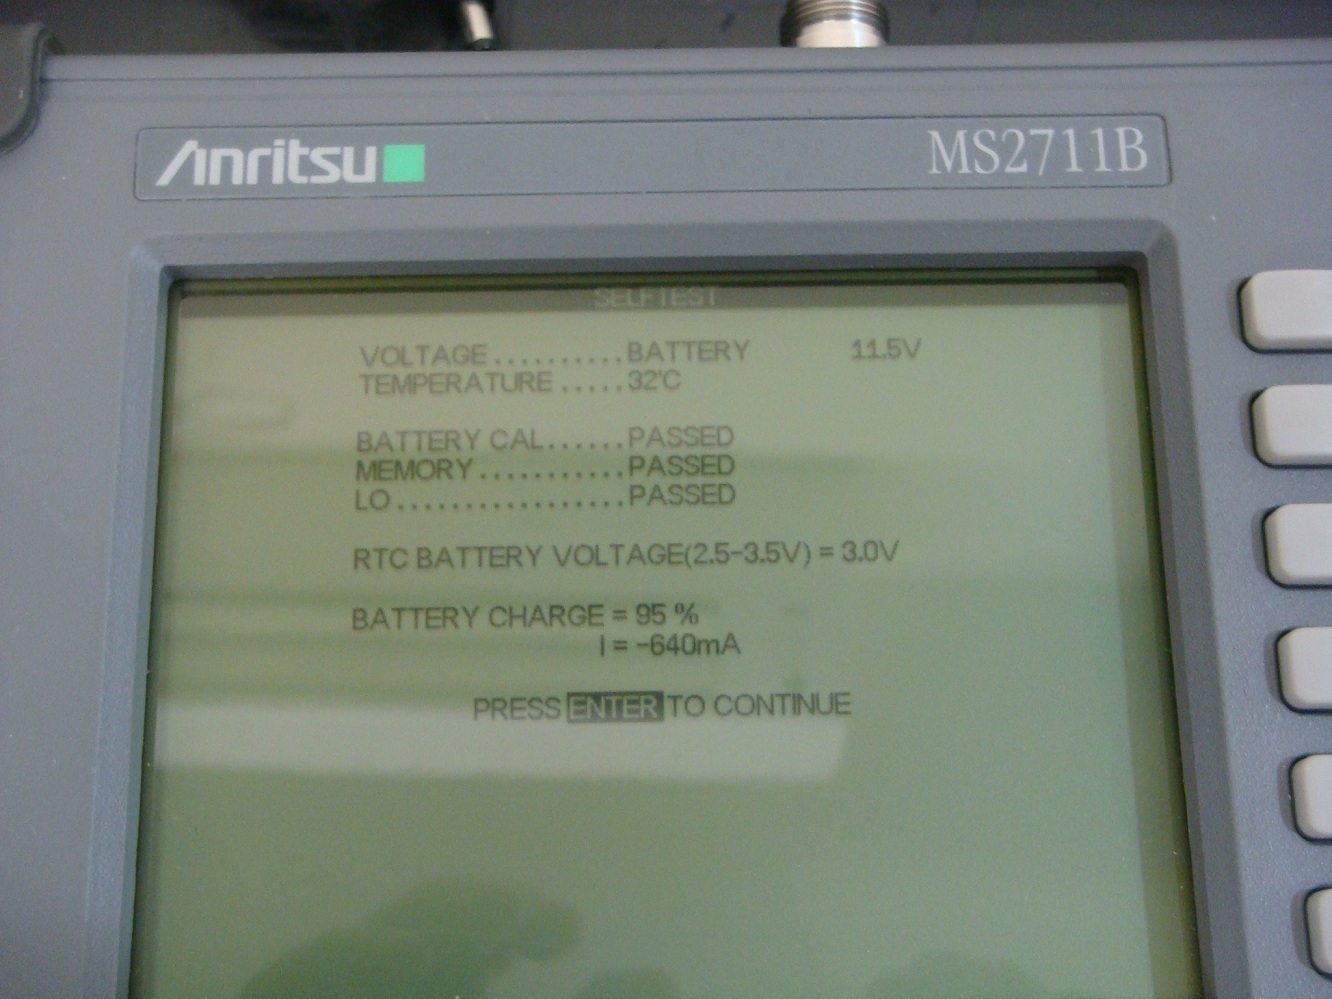 Anritsu MS2711B
SELFTEST
VOLTAGE..........BATTERY 11.5V
TEMPERATURE.....32°C
BATTERY CAL......PASSED
MEMORY...........PASSED
LO.................PASSED
RTC BATTERY VOLTAGE(2.5-3.5V) = 3.0V
BATTERY CHARGE = 95 %
I = -640mA
PRESS ENTER TO CONTINUE